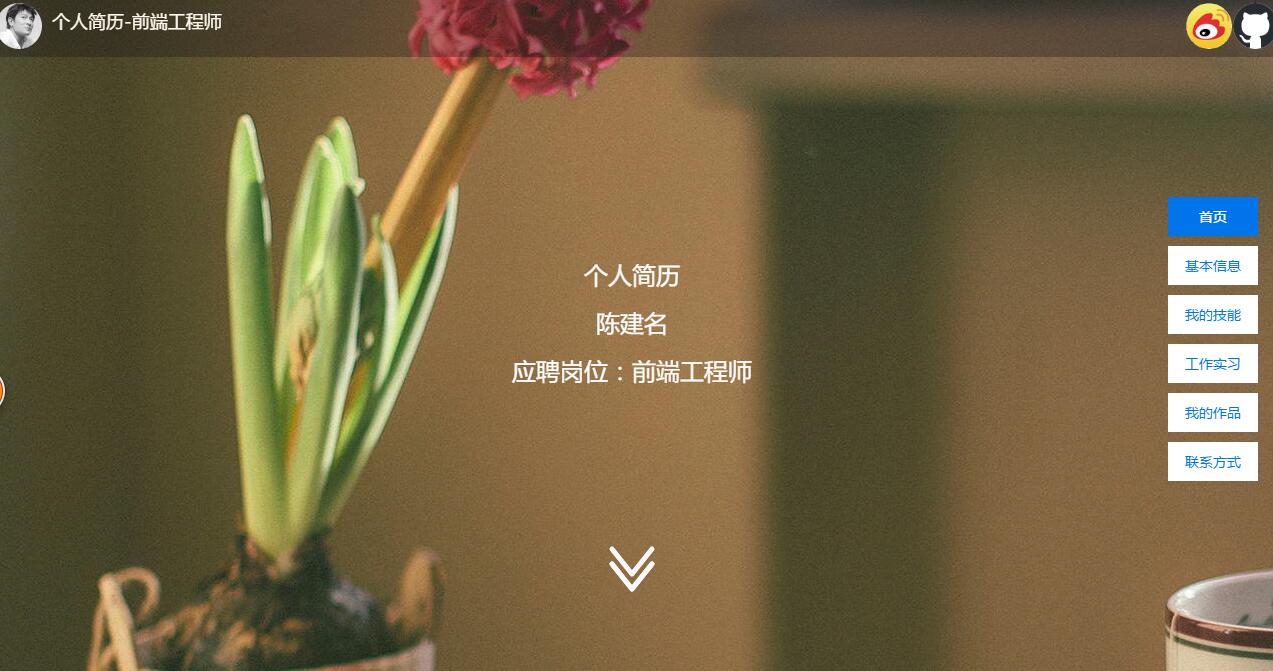 个人简历-前端工程师
首页
个人简历
基本信息
我的技能
陈建名
工作实习
应聘岗位：前端工程师
我的作品
联系方式